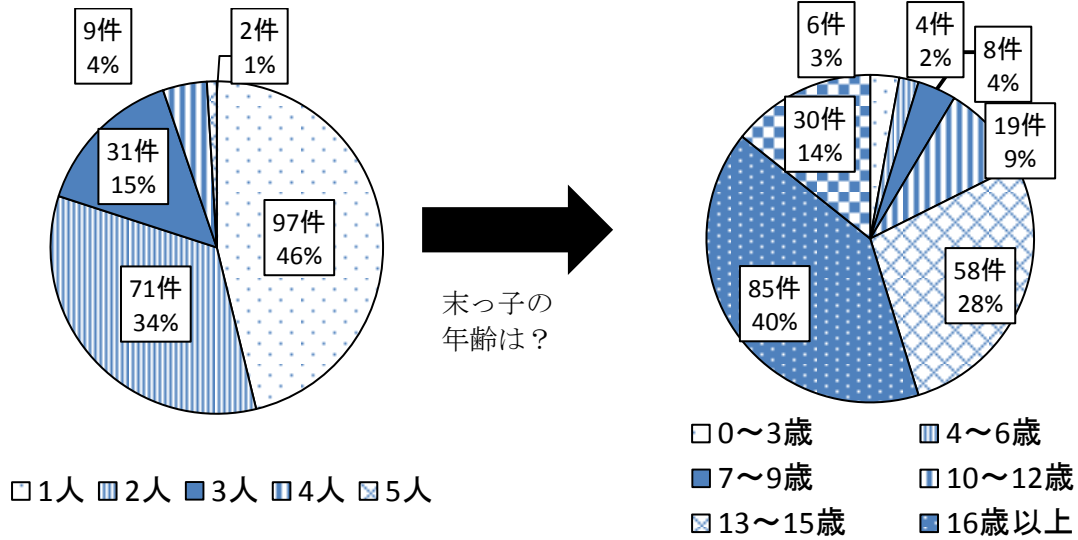 9件
4%
2件
1%
31件
15%
97件
46%
71件
34%
1人 2人 3人 4人 5人
末っ子の
年齢は？
6件
3%
4件
2%
8件
4%
30件
14%
19件
9%
85件
40%
58件
28%
0～3歳 4～6歳
7～9歳 10～12歳
13～15歳 16歳以上